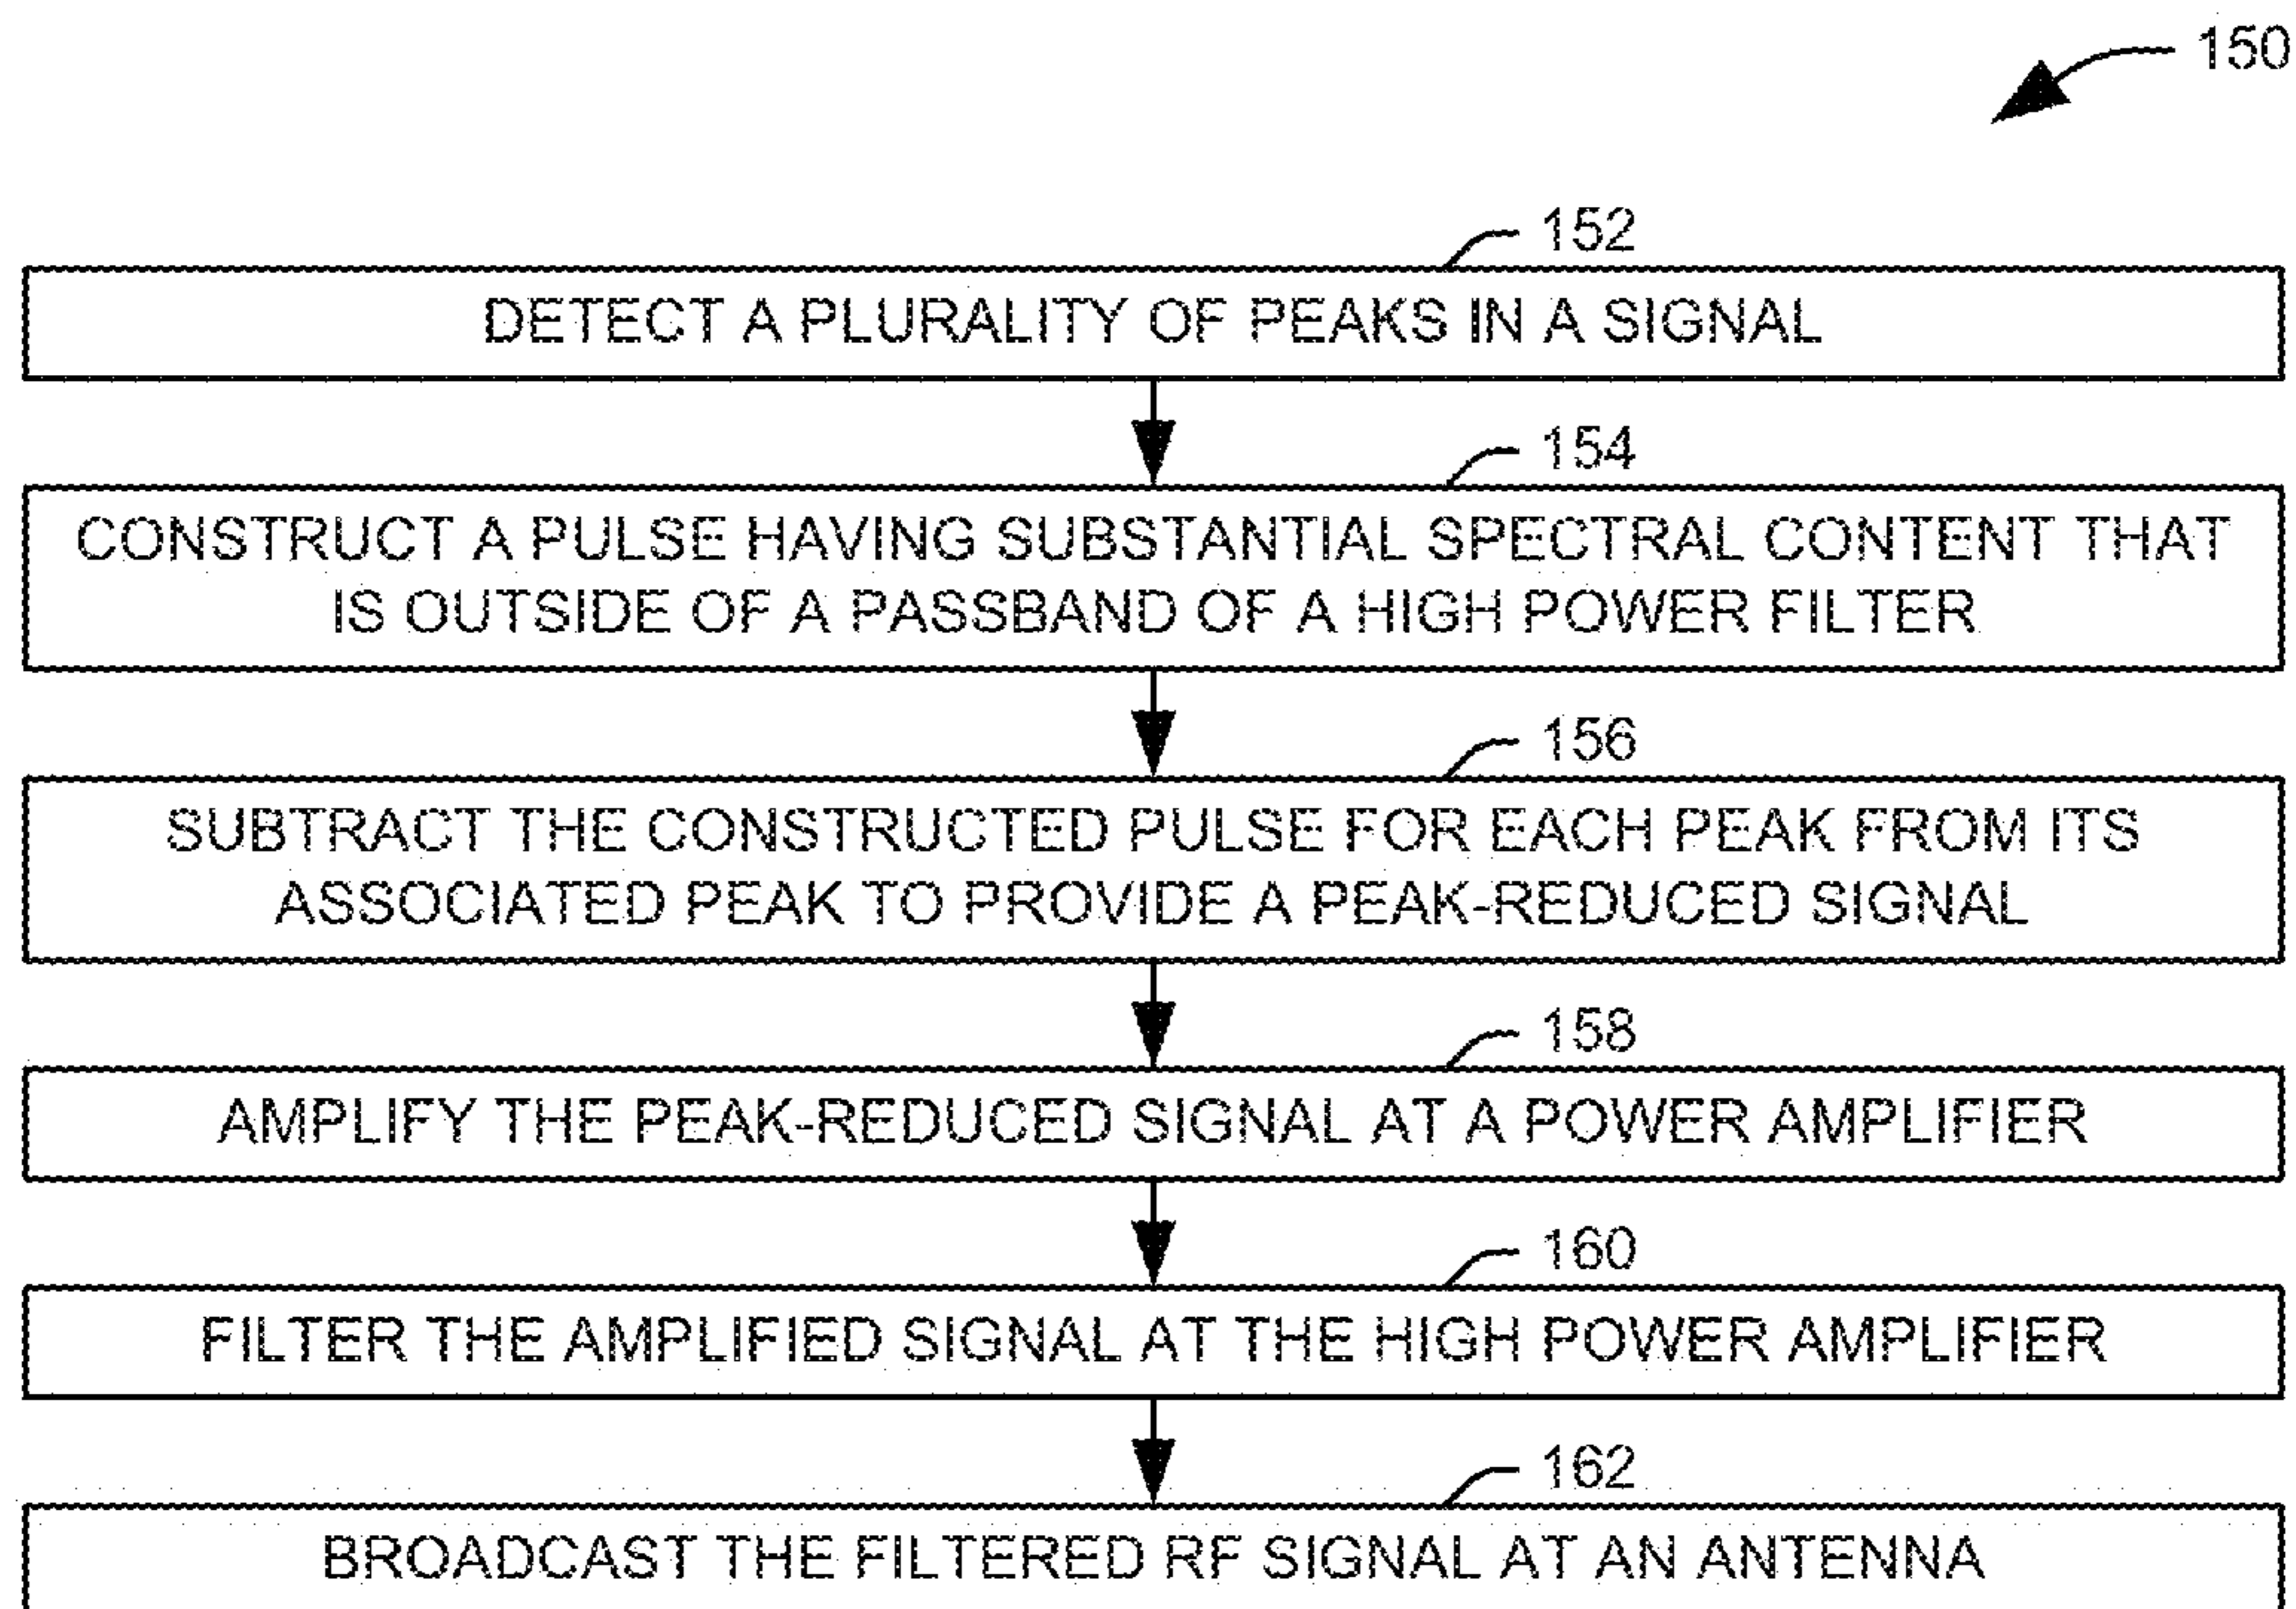 150
152
DETECT A PLURALITY OF PEAKS IN A SIGNAL
154
CONSTRUCT A PULSE HAVING SUBSTANTIAL SPECTRAL CONTENT THAT
IS OUTSIDE OF A PASSBAND OF A HIGH POWER FILTER
156
SUBTRACT THE CONSTRUCTED PULSE FOR EACH PEAK FROM ITS
ASSOCIATED PEAK TO PROVIDE A PEAK-REDUCED SIGNAL
158
AMPLIFY THE PEAK-REDUCED SIGNAL AT A POWER AMPLIFIER
160
FILTER THE AMPLIFIED SIGNAL AT THE HIGH POWER AMPLIFIER
162
BROADCAST THE FILTERED RF SIGNAL AT AN ANTENNA